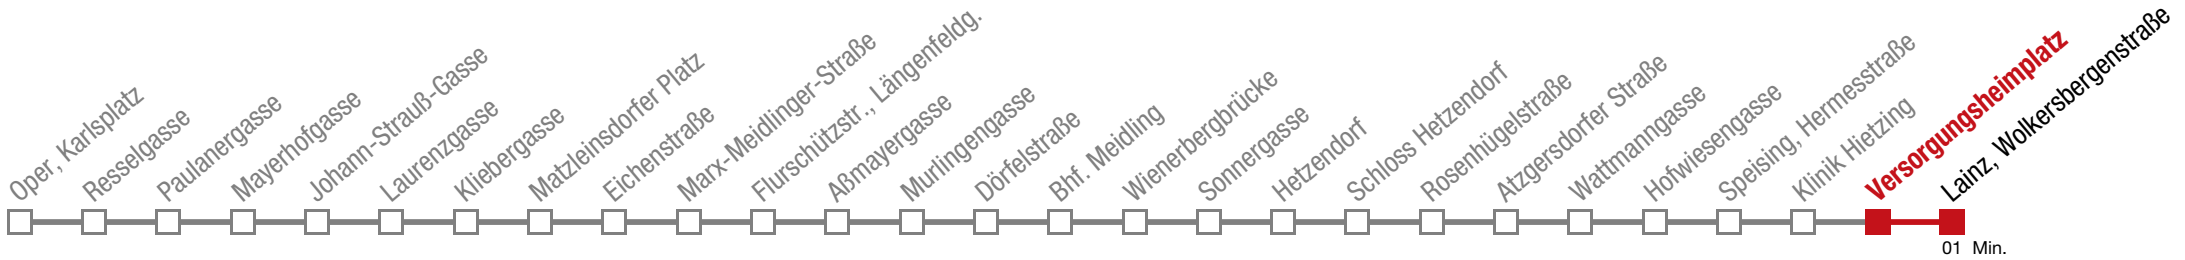 Oper, Karlsplatz
Resselgasse
Paulanergasse
Mayerhofgasse
Johann-Strauß-Gasse
Laurenzgasse
Kliebergasse
Matzleinsdorfer Platz
Eichenstraße
Marx-Meidlinger-Straße
Flurschützstr., Längenfeldg.
Aßmayergasse
Murlingengasse
Dörfelstraße
Bhf. Meidling
Wienerbergbrücke
Sonnergasse
Hetzendorf
Schloss Hetzendorf
Rosenhügelstraße
Atzgersdorfer Straße
Wattmanngasse
Hofwiesengasse
Speising, Hermesstraße
Klinik Hietzing
Versorgungsheimplatz
Lainz, Wolkersbergenstraße
01 Min.